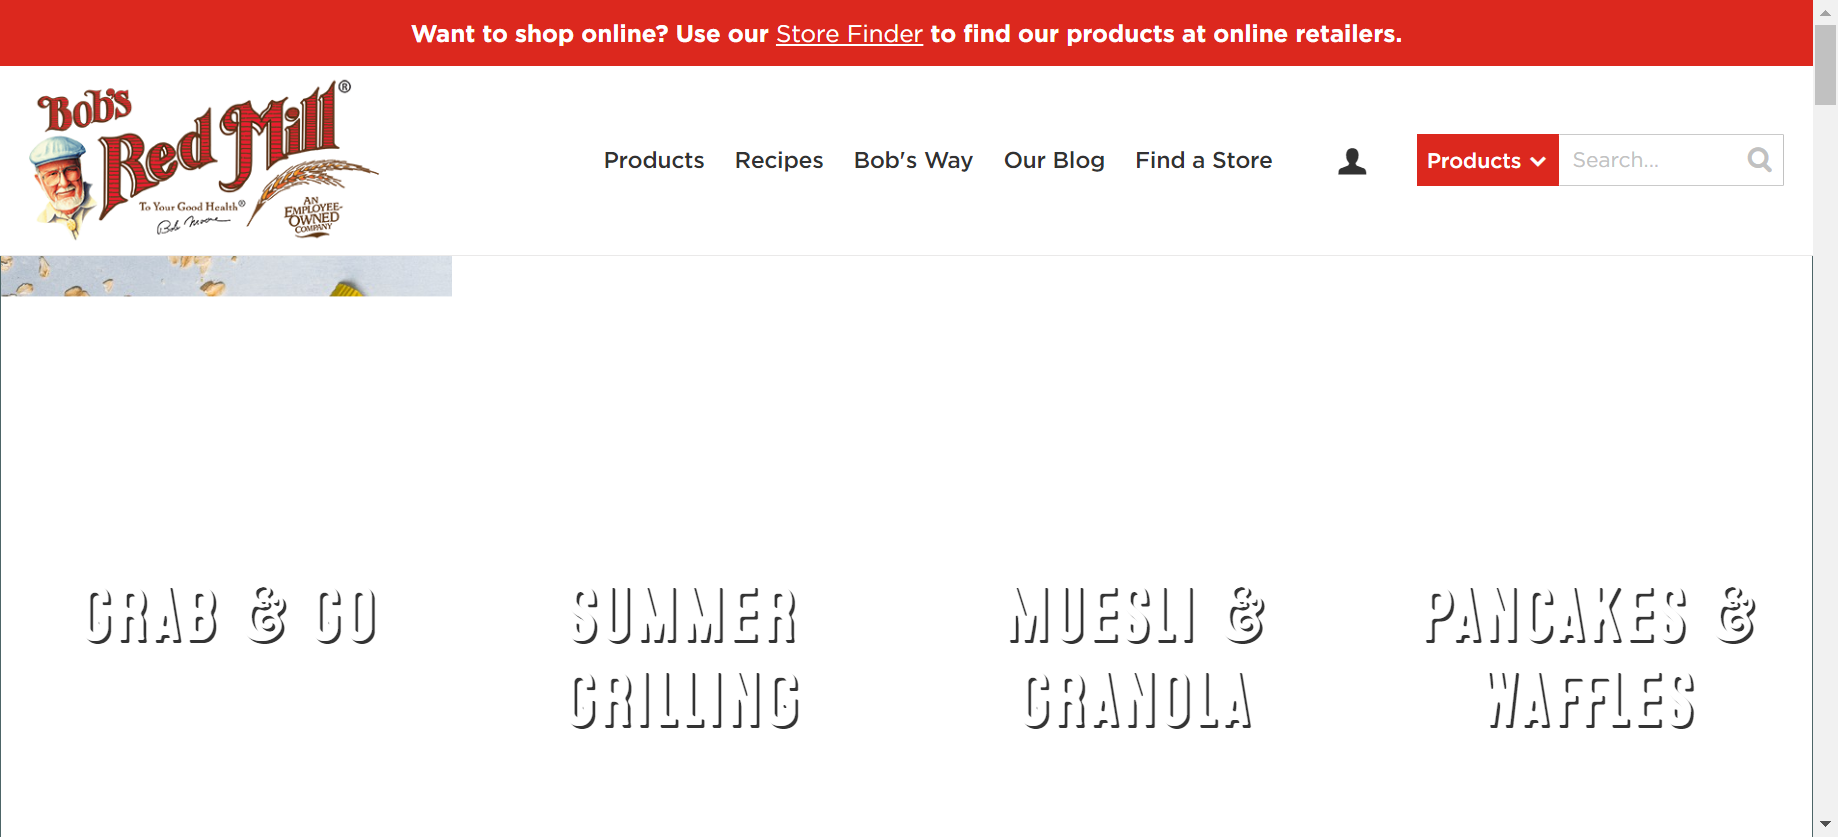 Want to shop online? Use our Store Finder to find our products at online retailers.
Bob's
Red Mill®
To Your Good Health®
Bob Moore
AN
EMPLOYEE-
OWNED
COMPANY
Products
Recipes
Bob's Way
Our Blog
Find a Store
Products
Search...
GRAB & GO
SUMMER
GRILLING
MUESLI &
GRANOLA
PANCAKES &
WAFFLES